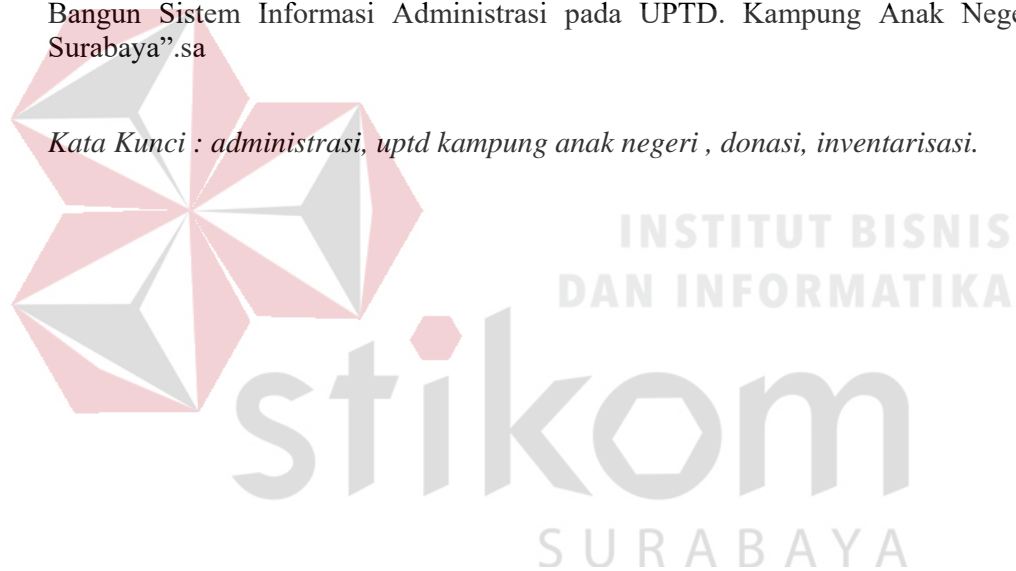 Bangun Sistem Informasi Administrasi pada UPTD. Kampung Anak
Surabaya”.sa
Kata Kunci : administrasi, uptd kampung anak negeri , donasi, inventarisasi.
INSTITUT BISNIS
DAN INFORMATIKA
stikom
SURABAYA